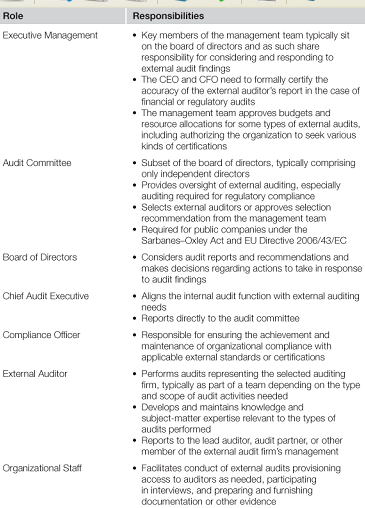 Role Responsibilities
Executive Management • Key members of the management team typically sit
on the board of directors and as such share
responsibility for considering and responding to
external audit findings
• The CEO and CFO need to formally certify the
accuracy of the external auditor's report in the case of
financial or regulatory audits
• The management team approves budgets and
resource allocations for some types of external audits,
including authorizing the organization to seek various
kinds of certifications
Audit Committee • Subset of the board of directors, typically comprising
only independent directors
• Provides oversight of external auditing, especially
auditing required for regulatory compliance
• Selects external auditors or approves selection
recommendation from the management team
• Required for public companies under the
Sarbanes–Oxley Act and EU Directive 2006/43/EC
Board of Directors • Considers audit reports and recommendations and
makes decisions regarding actions to take in response
to audit findings
Chief Audit Executive • Aligns the internal audit function with external auditing
needs
• Reports directly to the audit committee
Compliance Officer • Responsible for ensuring the achievement and
maintenance of organizational compliance with
applicable external standards or certifications
External Auditor • Performs audits representing the selected auditing
firm, typically as part of a team depending on the type
and scope of audit activities needed
• Develops and maintains knowledge and
subject-matter expertise relevant to the types of
audits performed
• Reports to the lead auditor, audit partner, or other
member of the external audit firm's management
Organizational Staff • Facilitates conduct of external audits provisioning
access to auditors as needed, participating
in interviews, and preparing and furnishing
documentation or other evidence